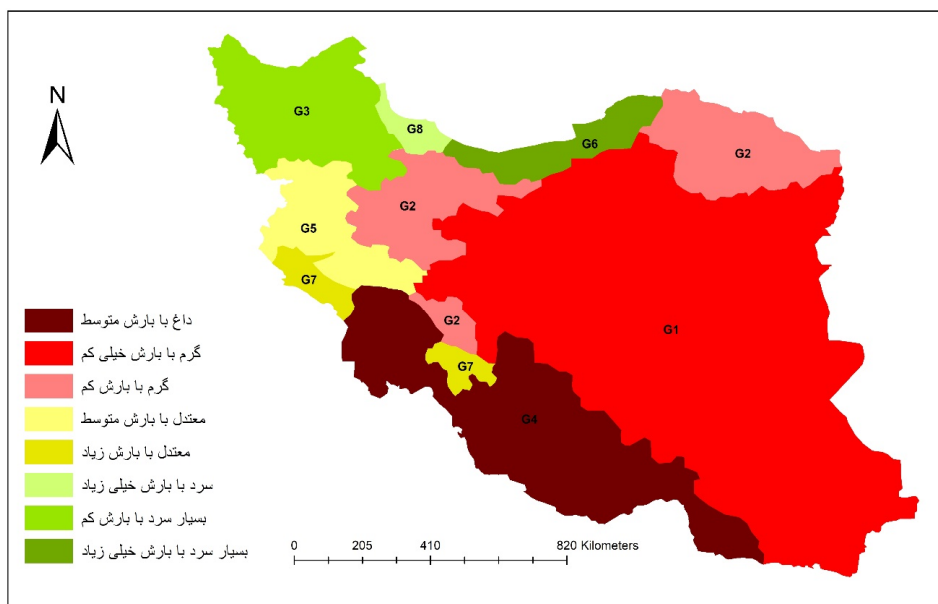 N
G3
G8
G6
G2
G2
G5
G7
G2
G1
G7
G4
داغ با بارش متوسط
گرم با بارش خیلی کم
گرم با بارش کم
معتدل با بارش متوسط
معتدل با بارش زیاد
سرد با بارش خیلی زیاد
بسیار سرد با بارش کم
بسیار سرد با بارش خیلی زیاد
0 205 410 820 Kilometers